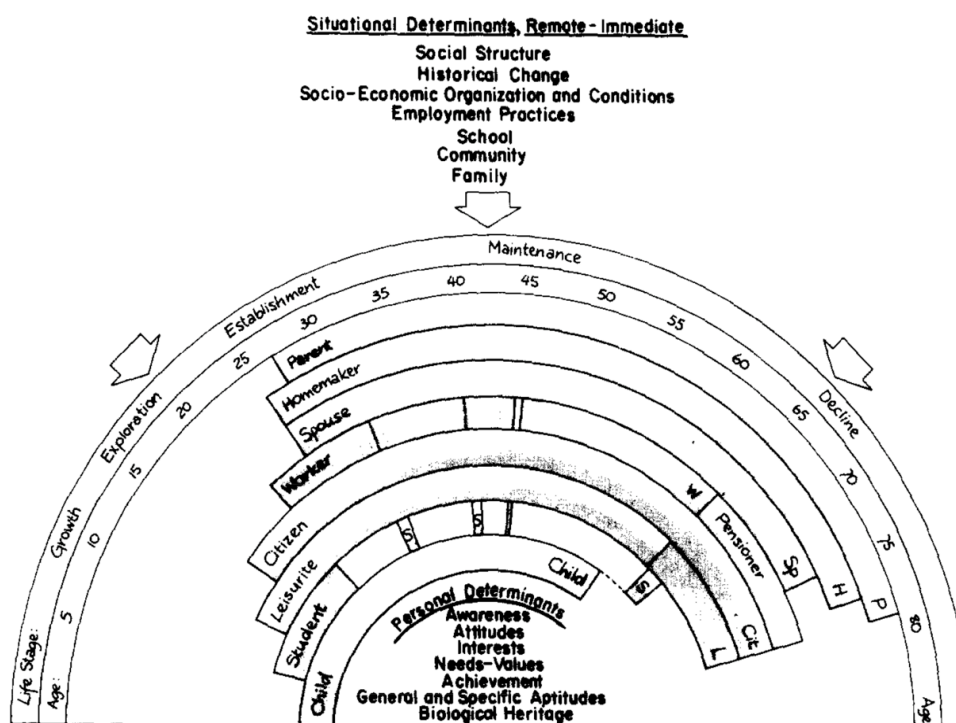 Situational Determinants, Remote-Immediate
Social Structure
Historical Change
Socio-Economic Organization and Conditions
Employment Practices
School
Community
Family
Life Stage:
Growth
Exploration
Establishment
Maintenance
Decline
Age:
5
10
15
20
25
30
35
40
45
50
55
60
65
70
75
80
Age
Parent
P
Homemaker
H
Spouse
Sp
Worker
W
Pensioner
Citizen
Cit
Leisurite
L
Student
S
S
S
Child
Child
Personal Determinants
Awareness
Attitudes
Interests
Needs-Values
Achievement
General and Specific Aptitudes
Biological Heritage